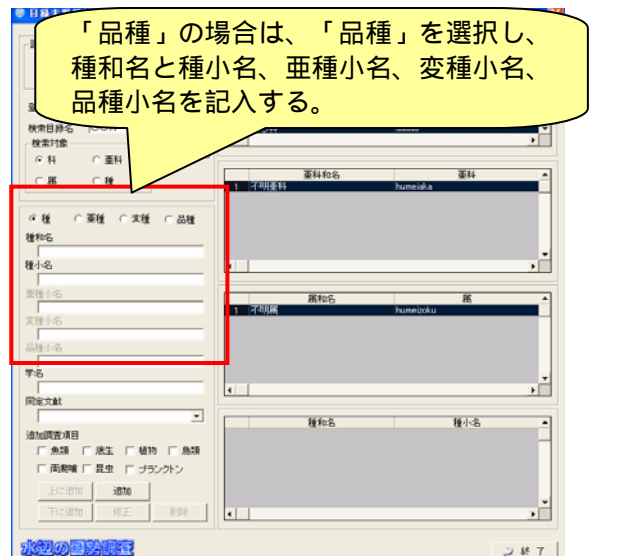 「品種」の場合は、「品種」を選択し、
種和名と種小名、亜種小名、変種小名、
品種小名を記入する。
検索目録名
検索対象
科 亜科
属 種
亜科和名 亜科
1 不明亜科 humeiaka
種 亜種 変種 品種
種和名
種小名
亜種小名
変種小名
品種小名
属和名 属
1 不明属 humeizoku
学名
同定文献
種和名 種小名
追加調査項目
魚類 底生 植物 鳥類
両爬哺 昆虫 プランクトン
上に追加 追加
下に追加 修正 削除
水辺の国勢調査
終了